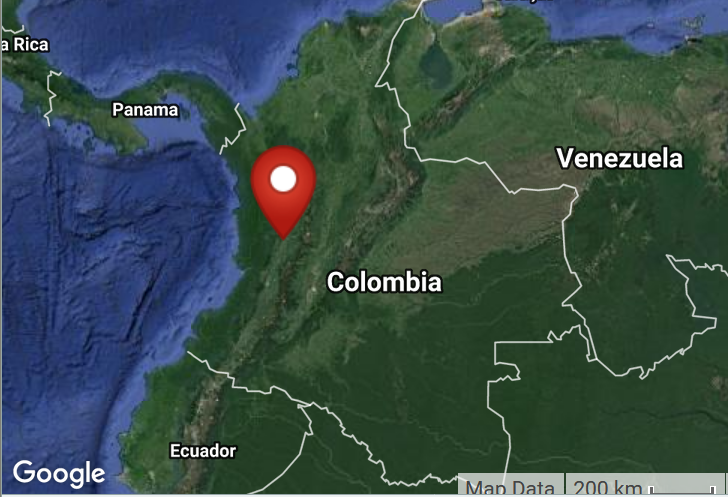 a Rica
Panama
Venezuela
Colombia
Ecuador
Google
Map Data
200 km